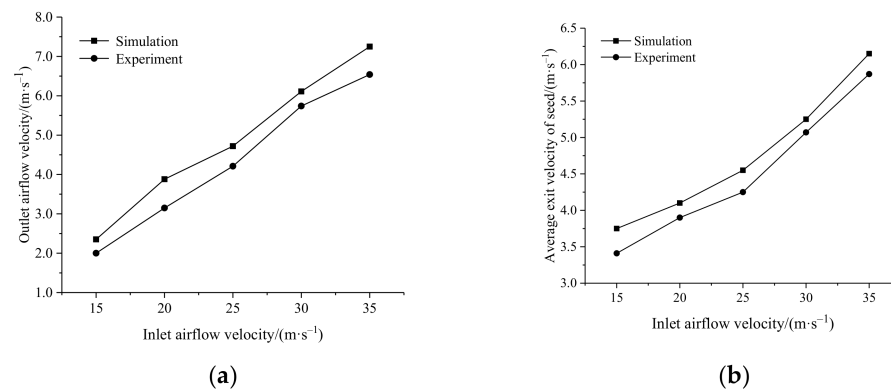 Outlet airflow velocity/(m·s⁻¹)
8.0
7.0
6.0
5.0
4.0
3.0
2.0
1.0
Simulation
Experiment
15 20 25 30 35
Inlet airflow velocity/(m·s⁻¹)
(a)
Average exit velocity of seed/(m·s⁻¹)
6.5
6.0
5.5
5.0
4.5
4.0
3.5
3.0
Simulation
Experiment
15 20 25 30 35
Inlet airflow velocity/(m·s⁻¹)
(b)